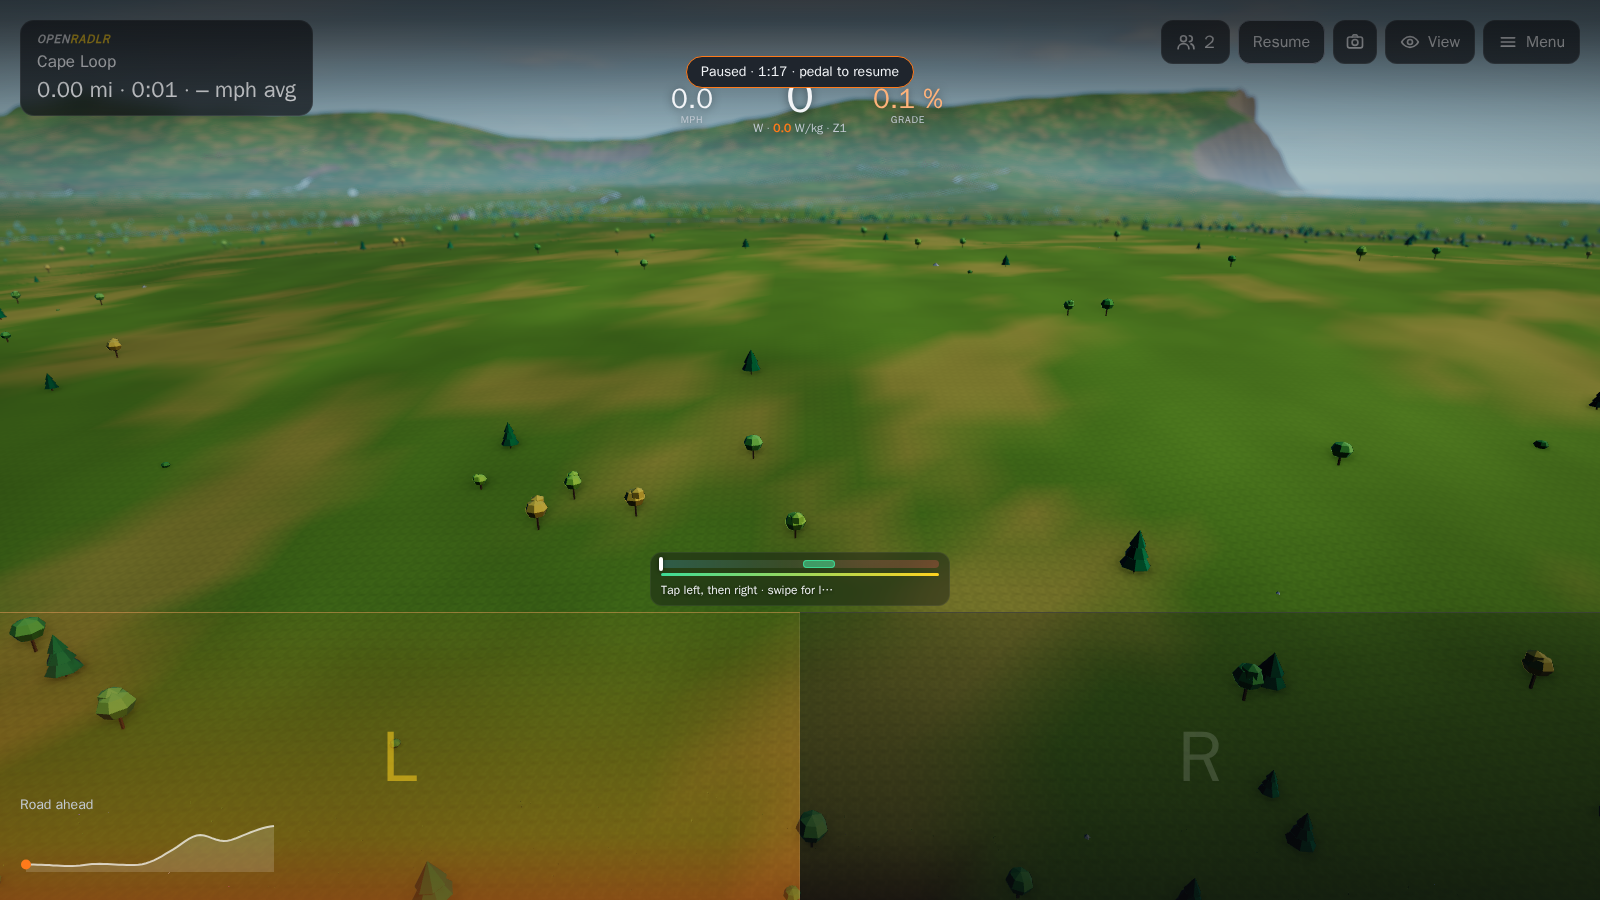 OPENRADLR
Cape Loop
0.00 mi · 0:01 · – mph avg
Paused · 1:17 · pedal to resume
0.0
MPH
0
W · 0.0 W/kg · Z1
0.1 %
GRADE
2
Resume
View
Menu
Tap left, then right · swipe for l…
L
R
Road ahead